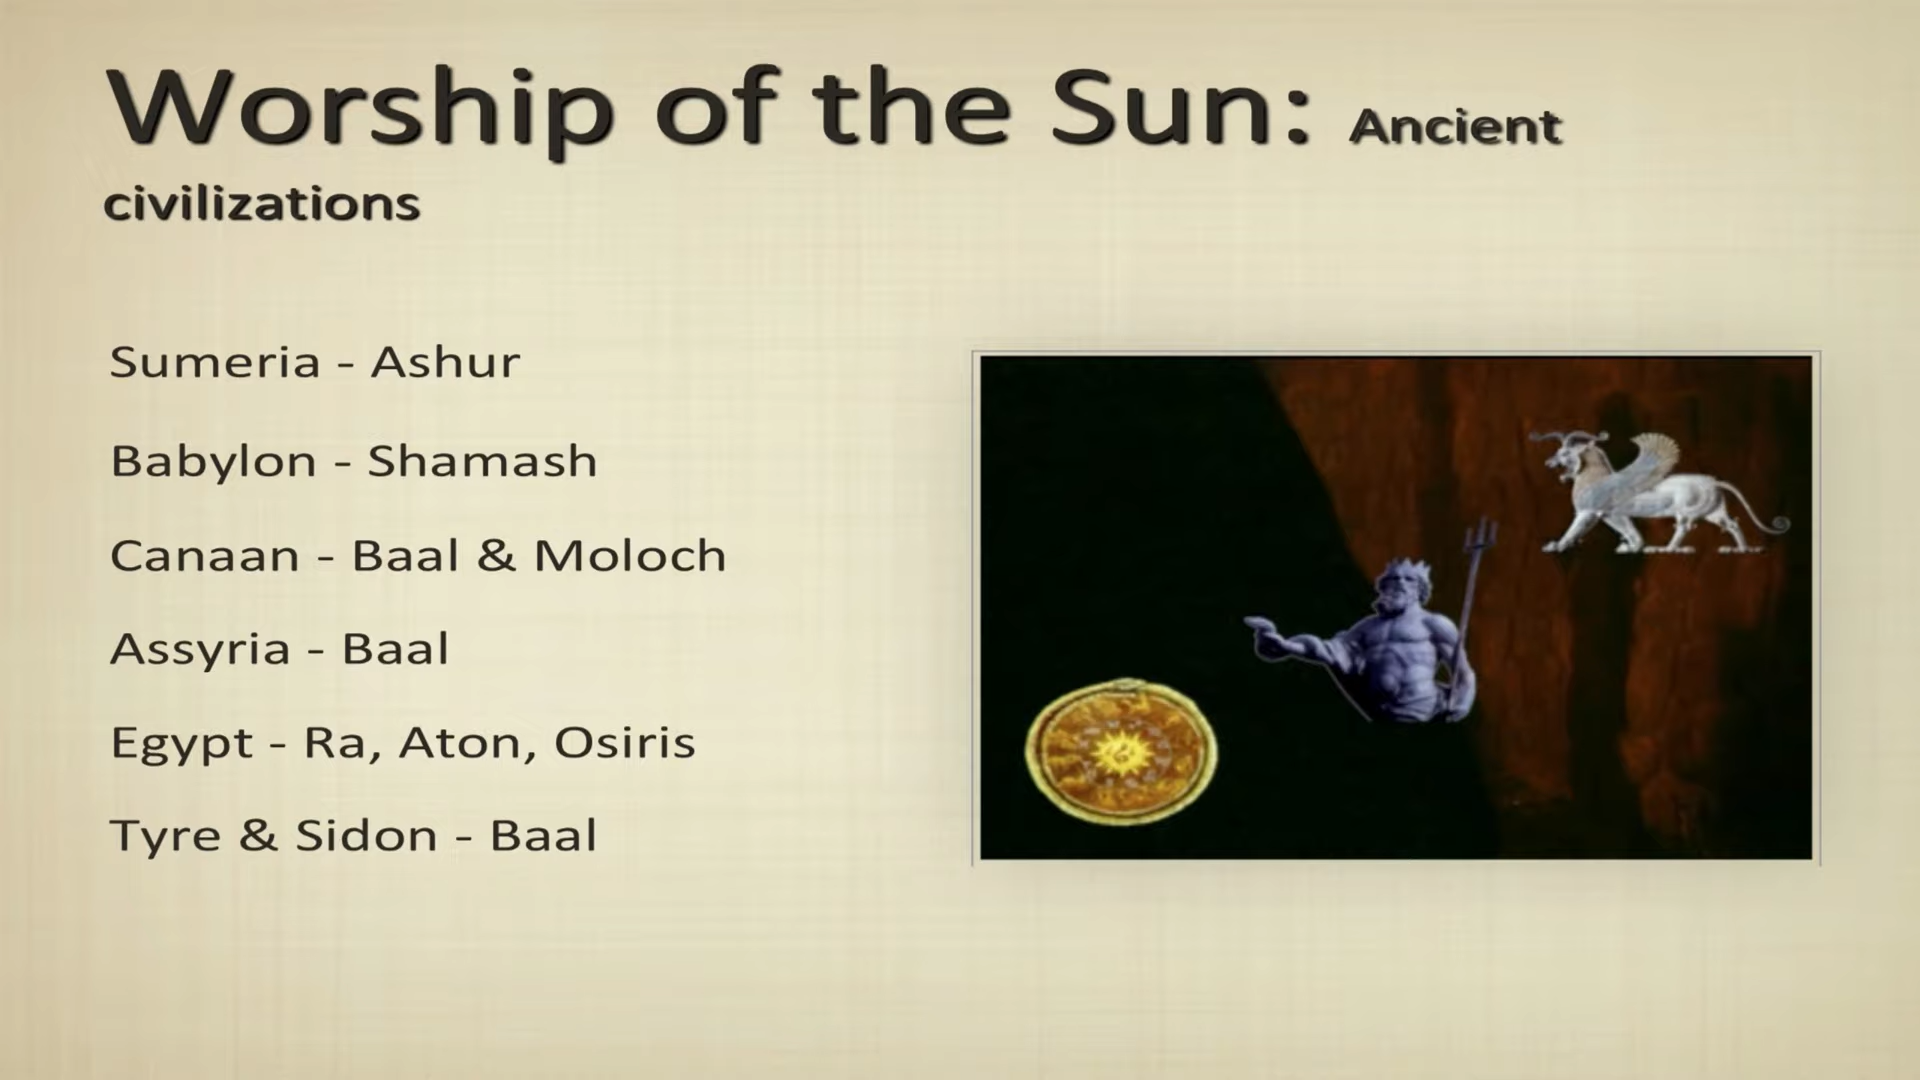 Worship of the Sun: Ancient
civilizations
Sumeria - Ashur
Babylon - Shamash
Canaan - Baal & Moloch
Assyria - Baal
Egypt - Ra, Aton, Osiris
Tyre & Sidon - Baal